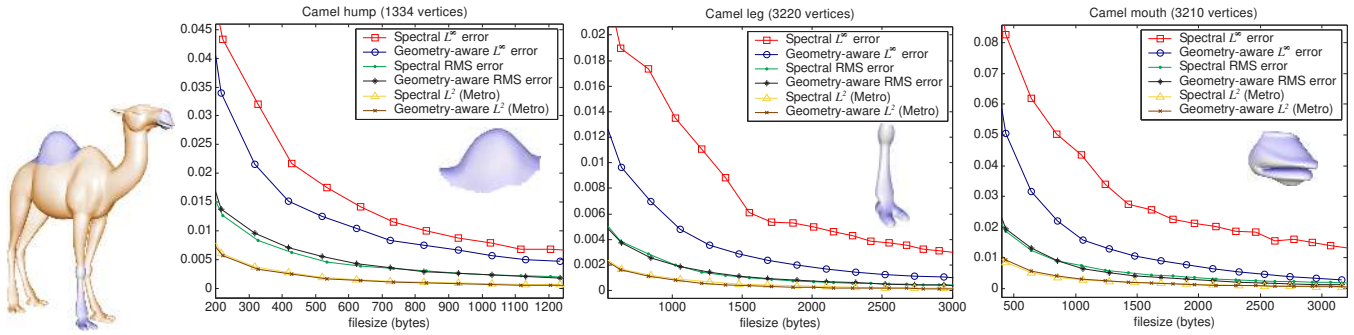 Camel hump (1334 vertices)
0.045
0.04
0.035
0.03
0.025
0.02
0.015
0.01
0.005
0
200 300 400 500 600 700 800 900 1000 1100 1200
filesize (bytes)
Spectral L∞ error
Geometry-aware L∞ error
Spectral RMS error
Geometry-aware RMS error
Spectral L² (Metro)
Geometry-aware L² (Metro)
Camel leg (3220 vertices)
0.02
0.018
0.016
0.014
0.012
0.01
0.008
0.006
0.004
0.002
0
1000 1500 2000 2500 3000
filesize (bytes)
Spectral L∞ error
Geometry-aware L∞ error
Spectral RMS error
Geometry-aware RMS error
Spectral L² (Metro)
Geometry-aware L² (Metro)
Camel mouth (3210 vertices)
0.08
0.07
0.06
0.05
0.04
0.03
0.02
0.01
0
500 1000 1500 2000 2500 3000
filesize (bytes)
Spectral L∞ error
Geometry-aware L∞ error
Spectral RMS error
Geometry-aware RMS error
Spectral L² (Metro)
Geometry-aware L² (Metro)